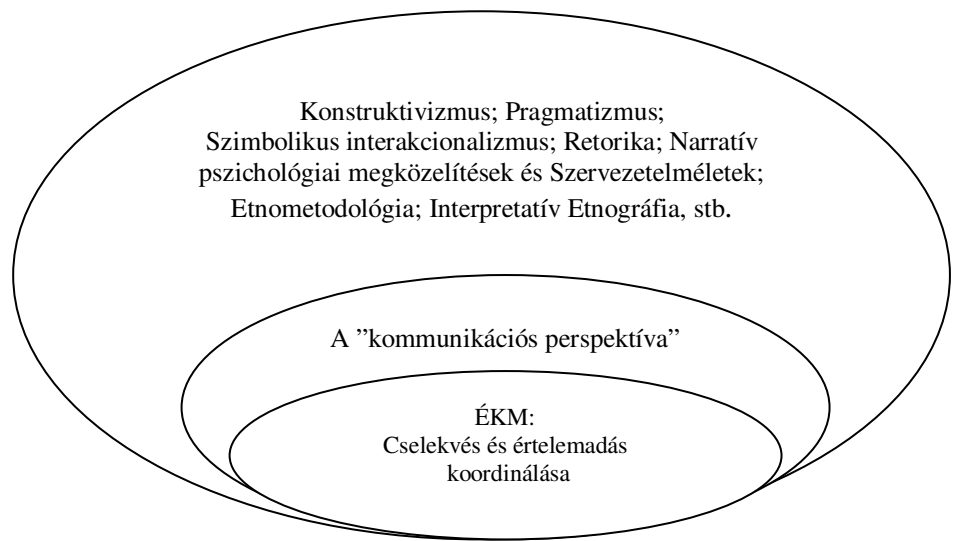 Konstruktivizmus; Pragmatizmus;
Szimbolikus interakcionalizmus; Retorika; Narratív
pszichológiai megközelítések és Szervezetelméletek;
Etnometodológia; Interpretatív Etnográfia, stb.
A ”kommunikációs perspektíva”
ÉKM:
Cselekvés és értelemadás
koordinálása